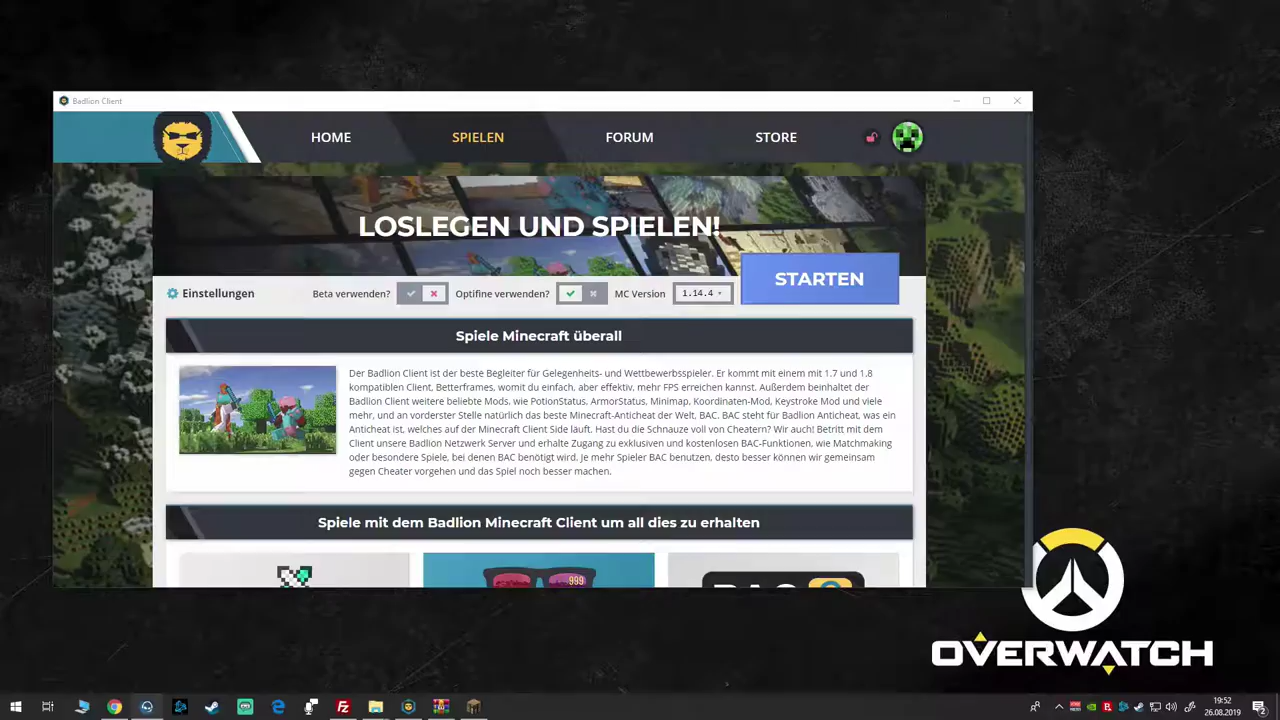 Badlion Client
HOME SPIELEN FORUM STORE
LOSLEGEN UND SPIELEN!
STARTEN
Einstellungen Beta verwenden? Optifine verwenden? MC Version 1.14.4
Spiele Minecraft überall
Der Badlion Client ist der beste Begleiter für Gelegenheits- und Wettbewerbsspieler. Er kommt mit einem mit 1.7 und 1.8
kompatiblen Client, Betterframes, womit du einfach, aber effektiv, mehr FPS erreichen kannst. Außerdem beinhaltet der
Badlion Client weitere beliebte Mods, wie PotionStatus, ArmorStatus, Minimap, Koordinaten-Mod, Keystroke Mod und viele
mehr, und an vorderster Stelle natürlich das beste Minecraft-Anticheat der Welt, BAC. BAC steht für Badlion Anticheat, was ein
Anticheat ist, welches auf der Minecraft Client Side läuft. Hast du die Schnauze voll von Cheatern? Wir auch! Betritt mit dem
Client unsere Badlion Netzwerk Server und erhalte Zugang zu exklusiven und kostenlosen BAC-Funktionen, wie Matchmaking
oder besondere Spiele, bei denen BAC benötigt wird. Je mehr Spieler BAC benutzen, desto besser können wir gemeinsam
gegen Cheater vorgehen und das Spiel noch besser machen.
Spiele mit dem Badlion Minecraft Client um all dies zu erhalten
999
BAC
OVERWATCH
19:52
26.08.2019
2